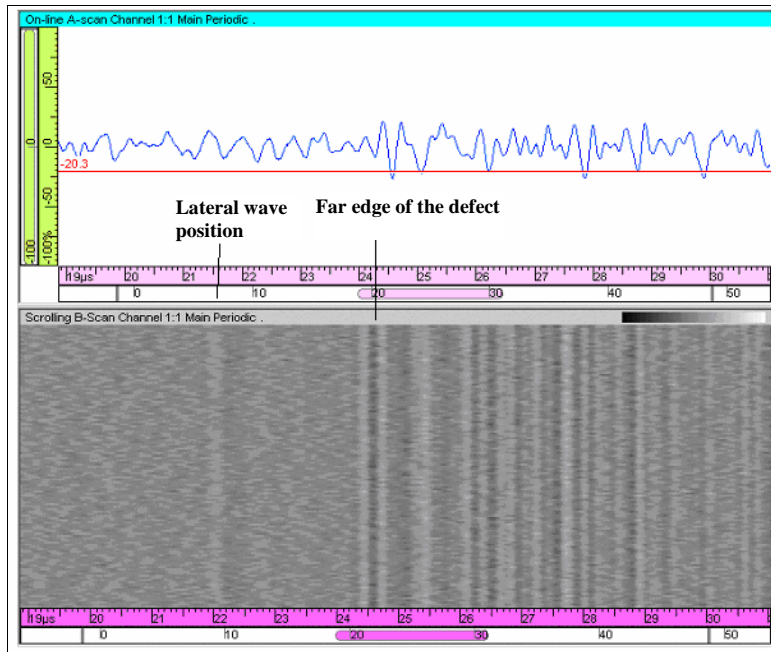 On-line A-scan Channel 1:1 Main Periodic .
50
0
-50
-100%
0
-100
-20.3
Lateral wave position
Far edge of the defect
19µs 20 21 22 23 24 25 26 27 28 29 30
0 10 20 30 40 50
Scrolling B-Scan Channel 1:1 Main Periodic .
19µs 20 21 22 23 24 25 26 27 28 29 30
0 10 20 30 40 50